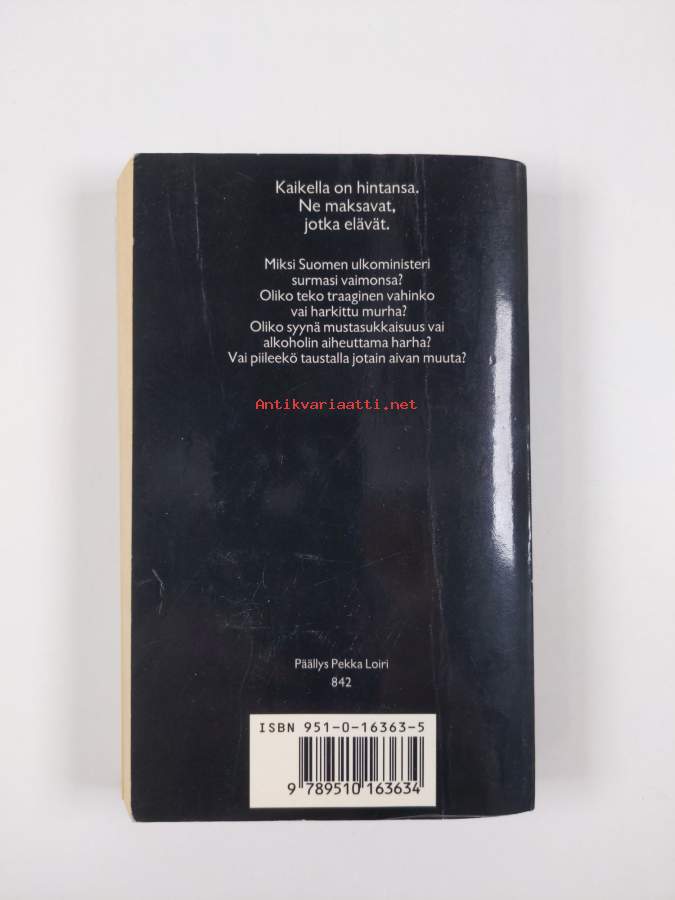 Kaikella on hintansa.
Ne maksavat,
jotka elävät.
Miksi Suomen ulkoministeri
surmasi vaimonsa?
Oliko teko traaginen vahinko
vai harkittu murha?
Oliko syynä mustasukkaisuus vai
alkoholin aiheuttama harha?
Vai piileekö taustalla jotain aivan muuta?
Antikvariaatti.net
Päällys Pekka Loiri
842
ISBN 951-0-16363-5
9 789510 163634